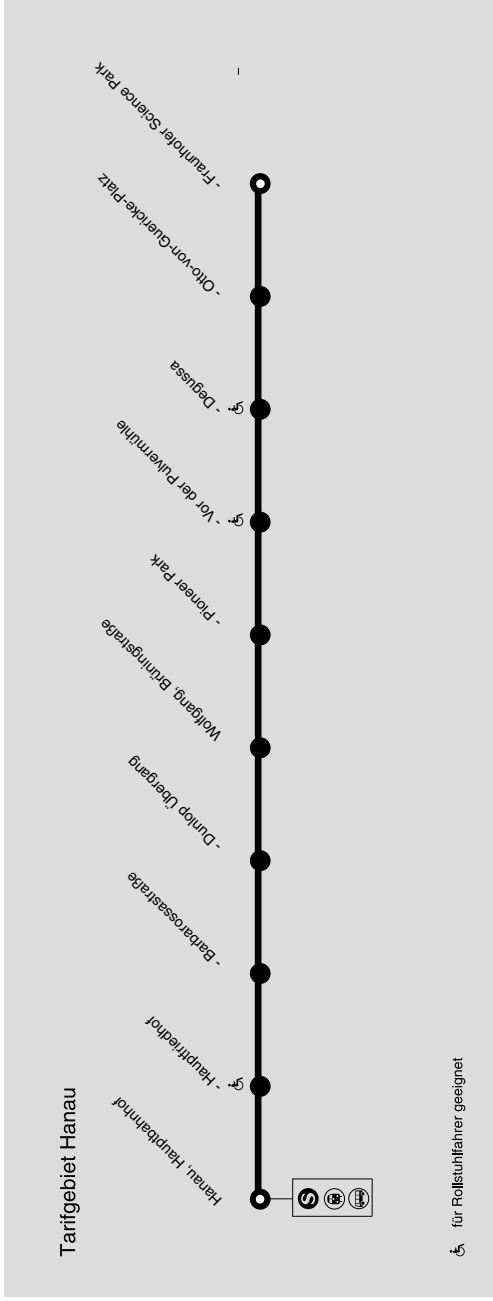 Tarifgebiet Hanau
Hanau, Hauptbahnhof
- Hauptfriedhof
- Barbarossastraße
- Dunlop Übergang
Wolfgang, Brüningstraße
- Pioneer Park
- Vor der Pulvermühle
- Degussa
- Otto-von-Guericke-Platz
- Fraunhofer Science Park
-
S
für Rollstuhlfahrer geeignet